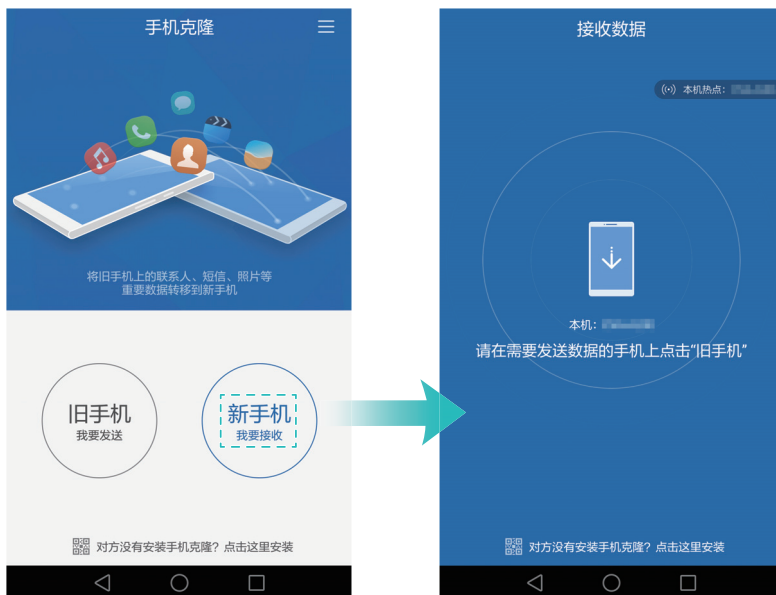 手机克隆
将旧手机上的联系人、短信、照片等
重要数据转移到新手机
旧手机
我要发送
新手机
我要接收
对方没有安装手机克隆？点击这里安装
接收数据
本机热点：
本机：
请在需要发送数据的手机上点击“旧手机”
对方没有安装手机克隆？点击这里安装